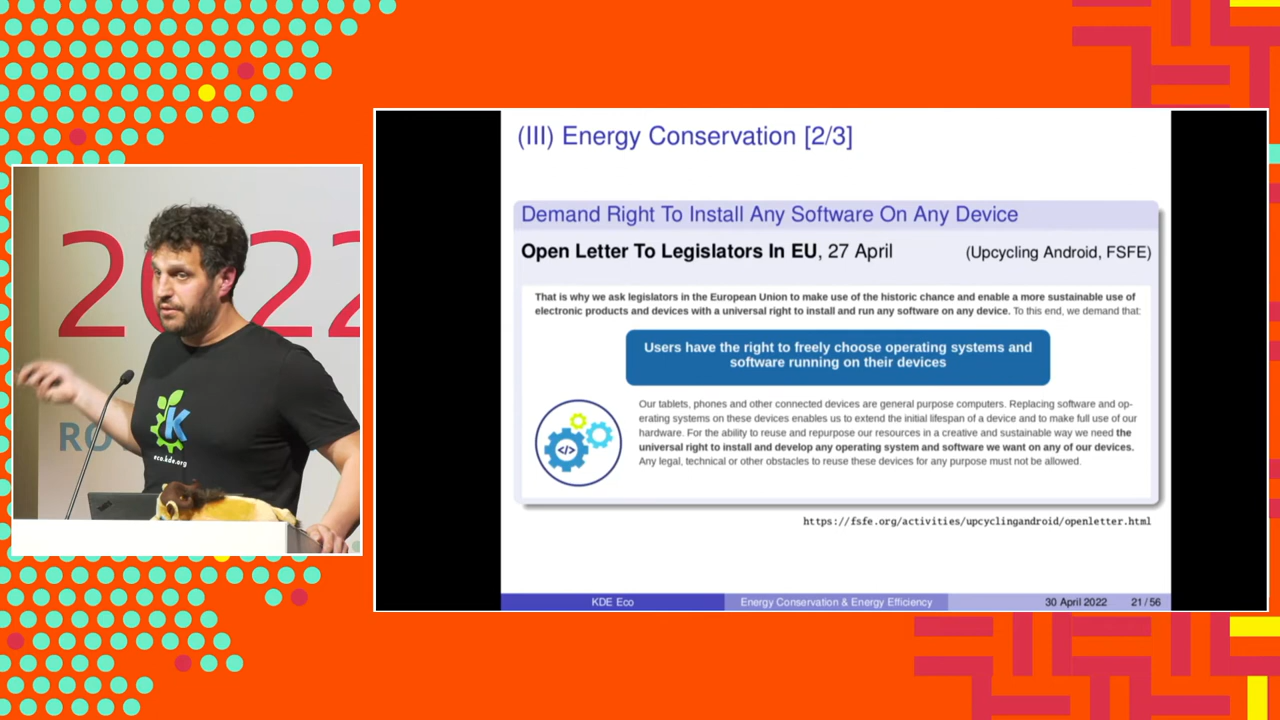 (III) Energy Conservation [2/3]
Demand Right To Install Any Software On Any Device
Open Letter To Legislators In EU, 27 April (Upcycling Android, FSFE)
That is why we ask legislators in the European Union to make use of the historic chance and enable a more sustainable use of
electronic products and devices with a universal right to install and run any software on any device. To this end, we demand that:
Users have the right to freely choose operating systems and
software running on their devices
Our tablets, phones and other connected devices are general purpose computers. Replacing software and op-
erating systems on these devices enables us to extend the initial lifespan of a device and to make full use of our
hardware. For the ability to reuse and repurpose our resources in a creative and sustainable way we need the
universal right to install and develop any operating system and software we want on any of our devices.
Any legal, technical or other obstacles to reuse these devices for any purpose must not be allowed.
</>
https://fsfe.org/activities/upcyclingandroid/openletter.html
KDE Eco Energy Conservation & Energy Efficiency 30 April 2022 21 / 56
2022
RO
K
eco.kde.org